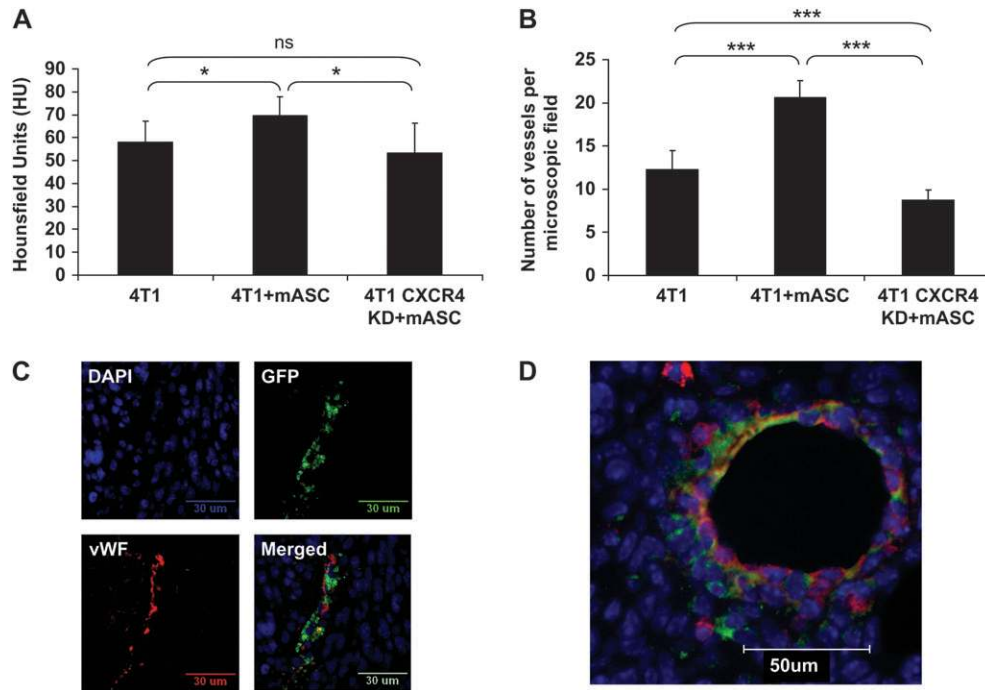 A
Hounsfield Units (HU)
90
80
70
60
50
40
30
20
10
0
ns
*
*
4T1
4T1+mASC
4T1 CXCR4
KD+mASC
B
Number of vessels per
microscopic field
25
20
15
10
5
0
***
***
***
4T1
4T1+mASC
4T1 CXCR4
KD+mASC
C
DAPI
30 um
GFP
30 um
vWF
30 um
Merged
30 um
D
50um